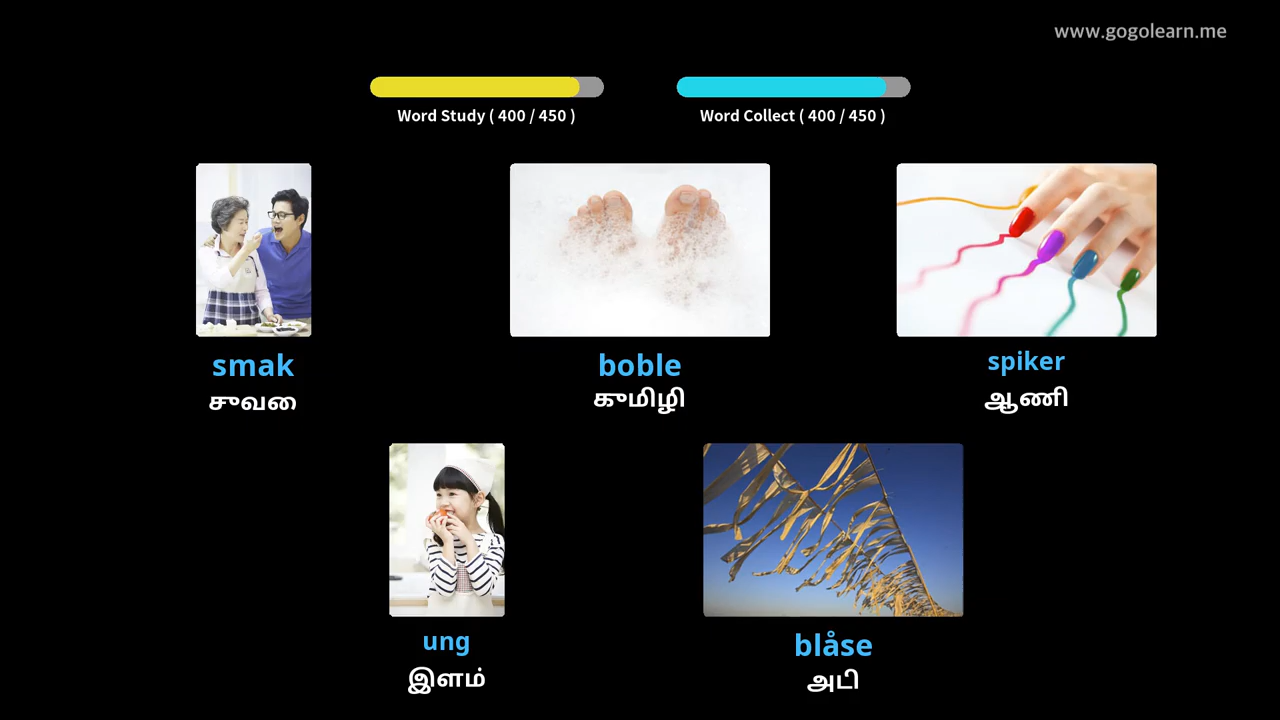 www.gogolearn.me
Word Study ( 400 / 450 )
Word Collect ( 400 / 450 )
smak
சுவை
boble
குமிழி
spiker
ஆணி
ung
இளம்
blåse
அடி